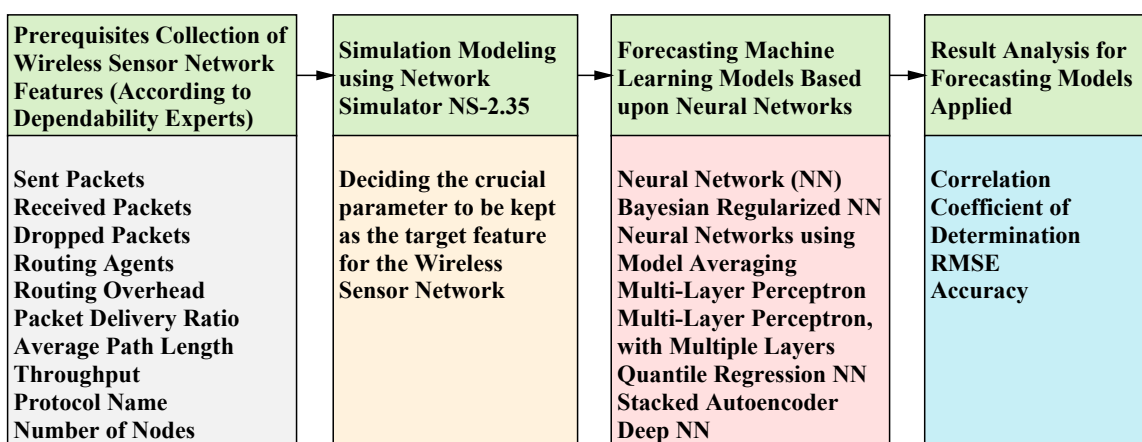 Prerequisites Collection of
Wireless Sensor Network
Features (According to
Dependability Experts)
Sent Packets
Received Packets
Dropped Packets
Routing Agents
Routing Overhead
Packet Delivery Ratio
Average Path Length
Throughput
Protocol Name
Number of Nodes
Simulation Modeling
using Network
Simulator NS-2.35
Deciding the crucial
parameter to be kept
as the target feature
for the Wireless
Sensor Network
Forecasting Machine
Learning Models Based
upon Neural Networks
Neural Network (NN)
Bayesian Regularized NN
Neural Networks using
Model Averaging
Multi-Layer Perceptron
Multi-Layer Perceptron,
with Multiple Layers
Quantile Regression NN
Stacked Autoencoder
Deep NN
Result Analysis for
Forecasting Models
Applied
Correlation
Coefficient of
Determination
RMSE
Accuracy